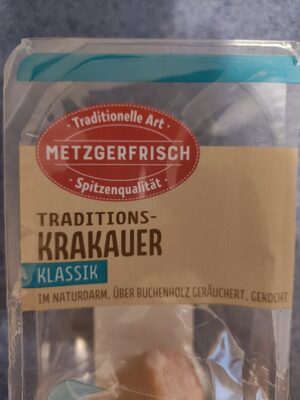 · Traditionelle Art ·
METZGERFRISCH
· Spitzenqualität ·
TRADITIONS-
KRAKAUER
KLASSIK
IM NATURDARM, ÜBER BUCHENHOLZ GERÄUCHERT, GEKOCHT